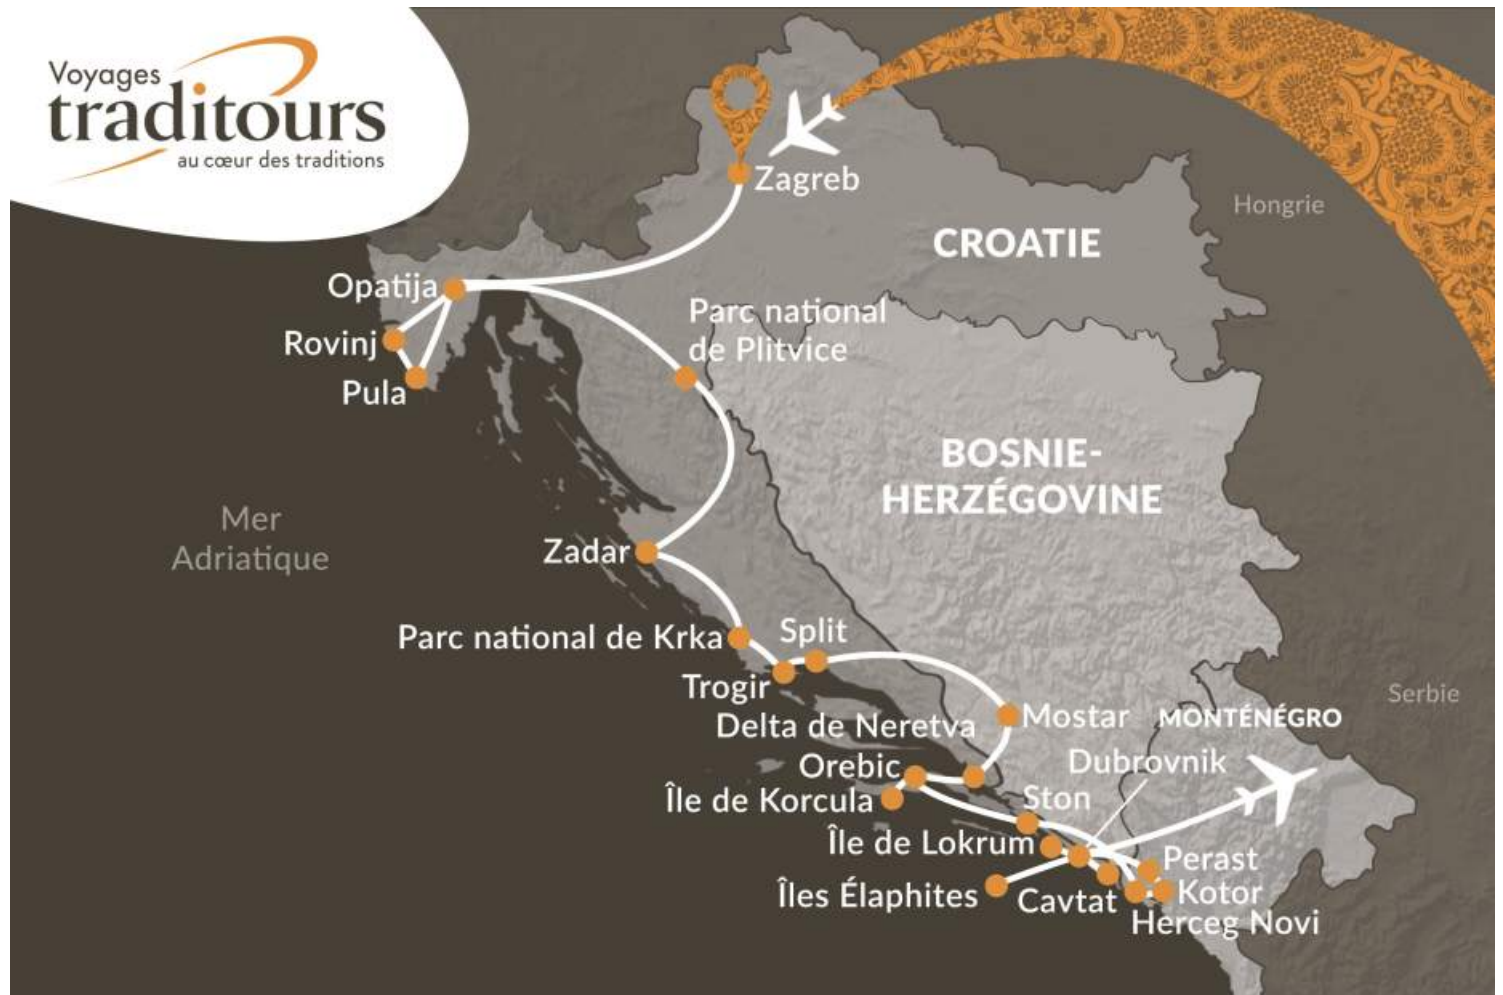 Voyages
traditours
au cœur des traditions
Zagreb
Hongrie
CROATIE
Opatija
Parc national
de Plitvice
Rovinj
Pula
BOSNIE-
HERZÉGOVINE
Mer
Adriatique
Zadar
Parc national de Krka
Split
Trogir
Serbie
Delta de Neretva
Mostar
MONTÉNÉGRO
Orebic
Dubrovnik
Île de Korcula
Ston
Île de Lokrum
Perast
Îles Élaphites
Cavtat
Kotor
Herceg Novi